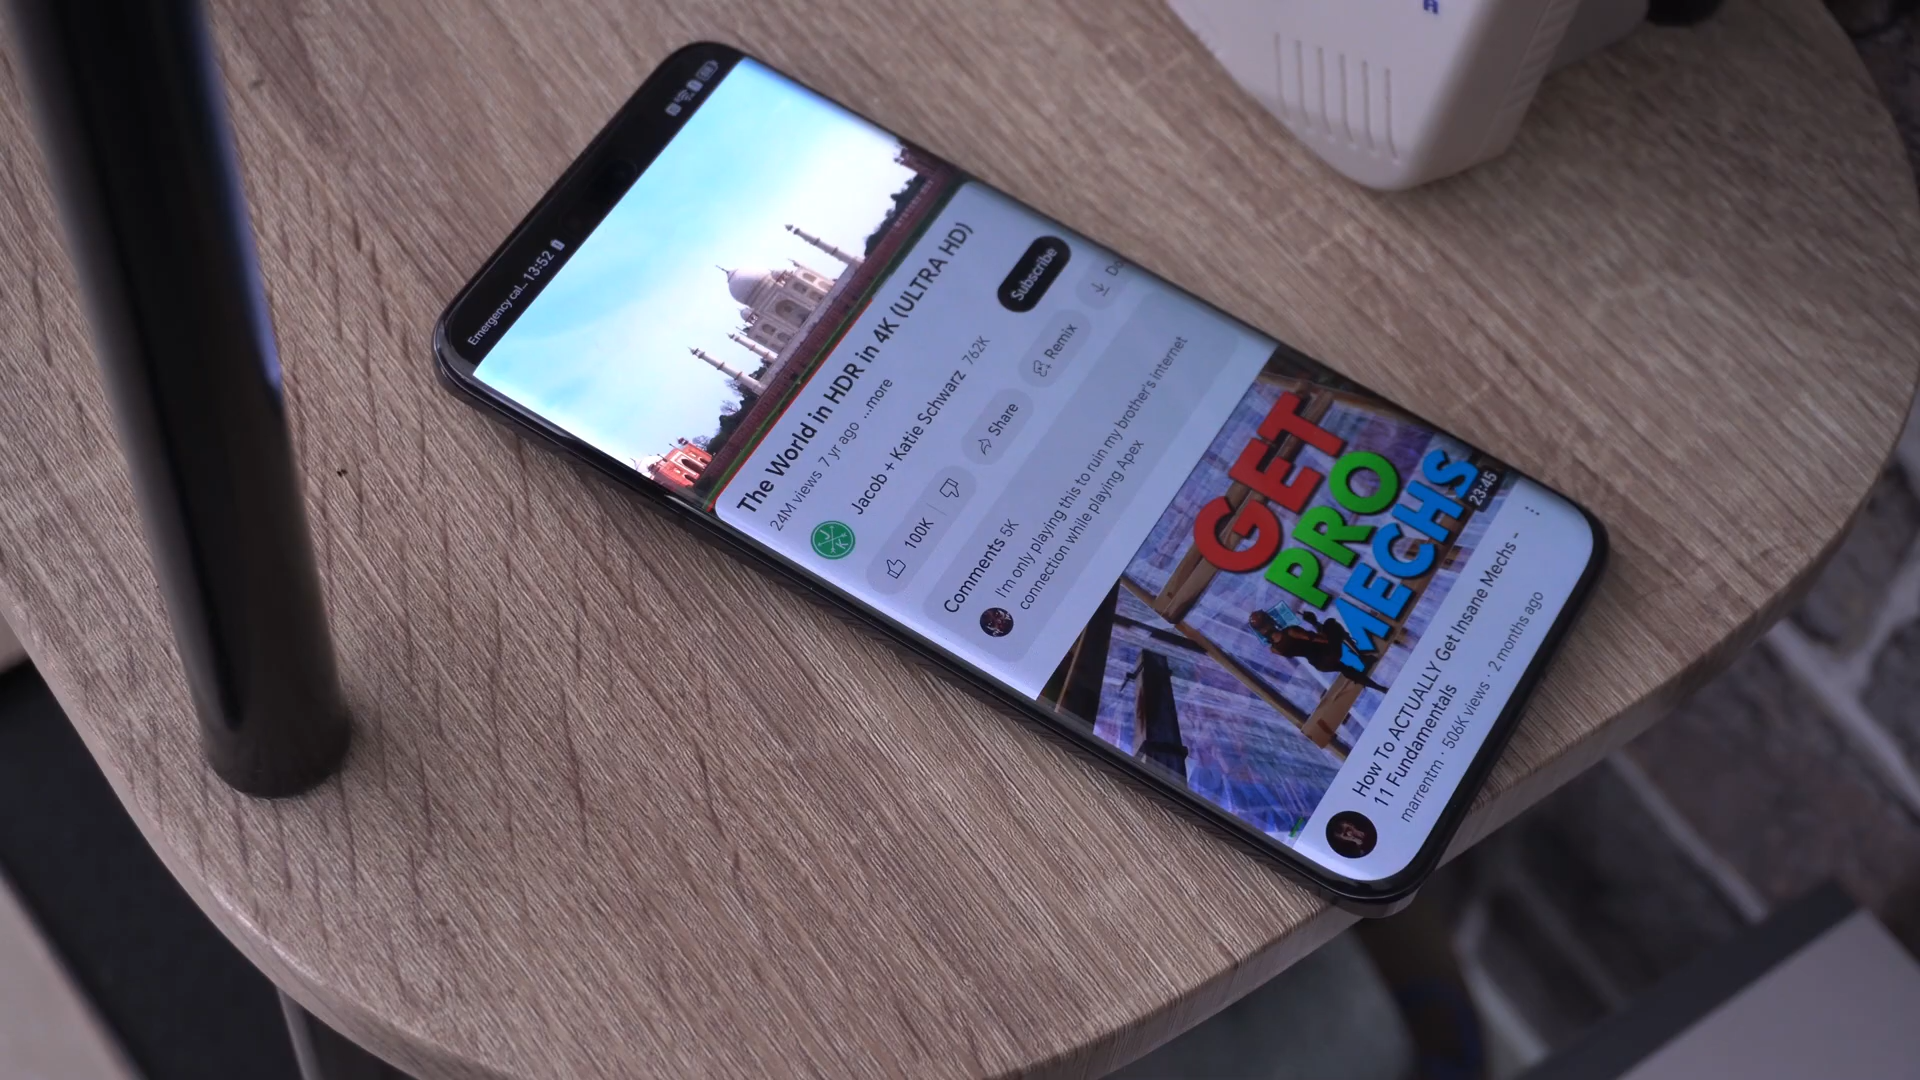 Emergency cal... 13:52
The World in HDR in 4K (ULTRA HD)
24M views 7 yr ago ...more
JK
Jacob + Katie Schwarz 762K
Subscribe
100K
Share
Remix
Do
Comments 5K
I'm only playing this to ruin my brother's internet
connection while playing Apex
GET
PRO
MECHS
23:45
How To ACTUALLY Get Insane Mechs -
11 Fundamentals
marrentm · 506K views · 2 months ago